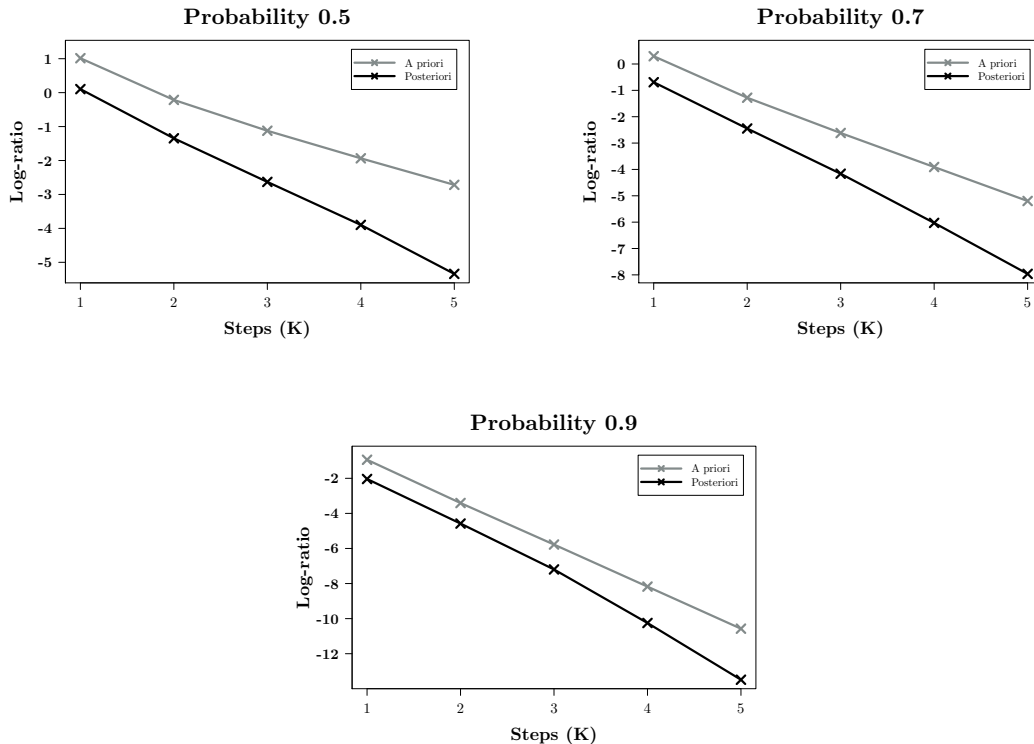 Probability 0.5
Log-ratio
1
0
-1
-2
-3
-4
-5
A priori
Posteriori
1 2 3 4 5
Steps (K)
Probability 0.7
Log-ratio
0
-1
-2
-3
-4
-5
-6
-7
-8
A priori
Posteriori
1 2 3 4 5
Steps (K)
Probability 0.9
Log-ratio
-2
-4
-6
-8
-10
-12
A priori
Posteriori
1 2 3 4 5
Steps (K)